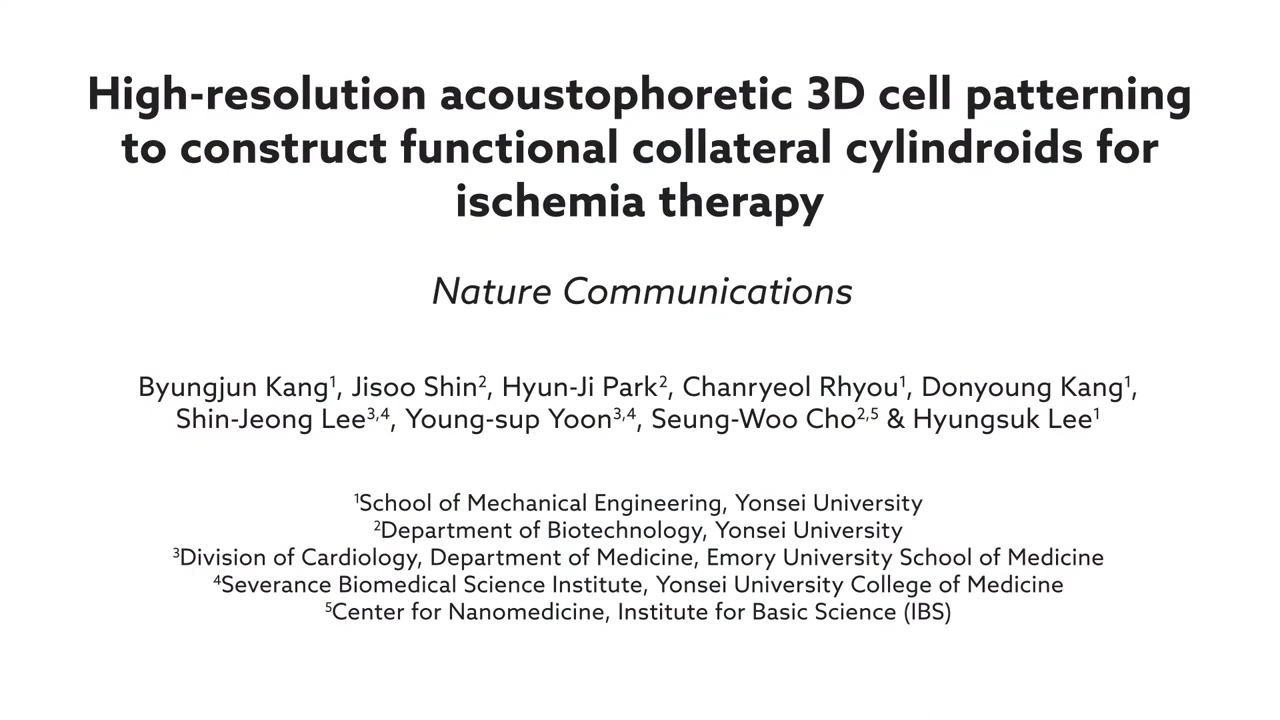 High-resolution acoustophoretic 3D cell patterning
to construct functional collateral cylindroids for
ischemia therapy
Nature Communications
Byungjun Kang¹, Jisoo Shin², Hyun-Ji Park², Chanryeol Rhyou¹, Donyoung Kang¹,
Shin-Jeong Lee³,⁴, Young-sup Yoon³,⁴, Seung-Woo Cho²,⁵ & Hyungsuk Lee¹
¹School of Mechanical Engineering, Yonsei University
²Department of Biotechnology, Yonsei University
³Division of Cardiology, Department of Medicine, Emory University School of Medicine
⁴Severance Biomedical Science Institute, Yonsei University College of Medicine
⁵Center for Nanomedicine, Institute for Basic Science (IBS)